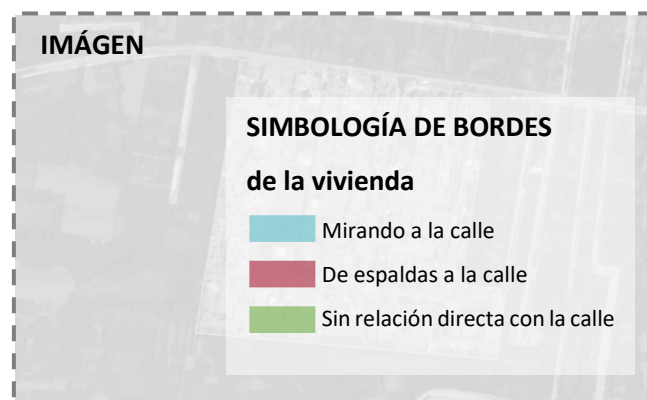 IMÁGEN
SIMBOLOGÍA DE BORDES
de la vivienda
Mirando a la calle
De espaldas a la calle
Sin relación directa con la calle